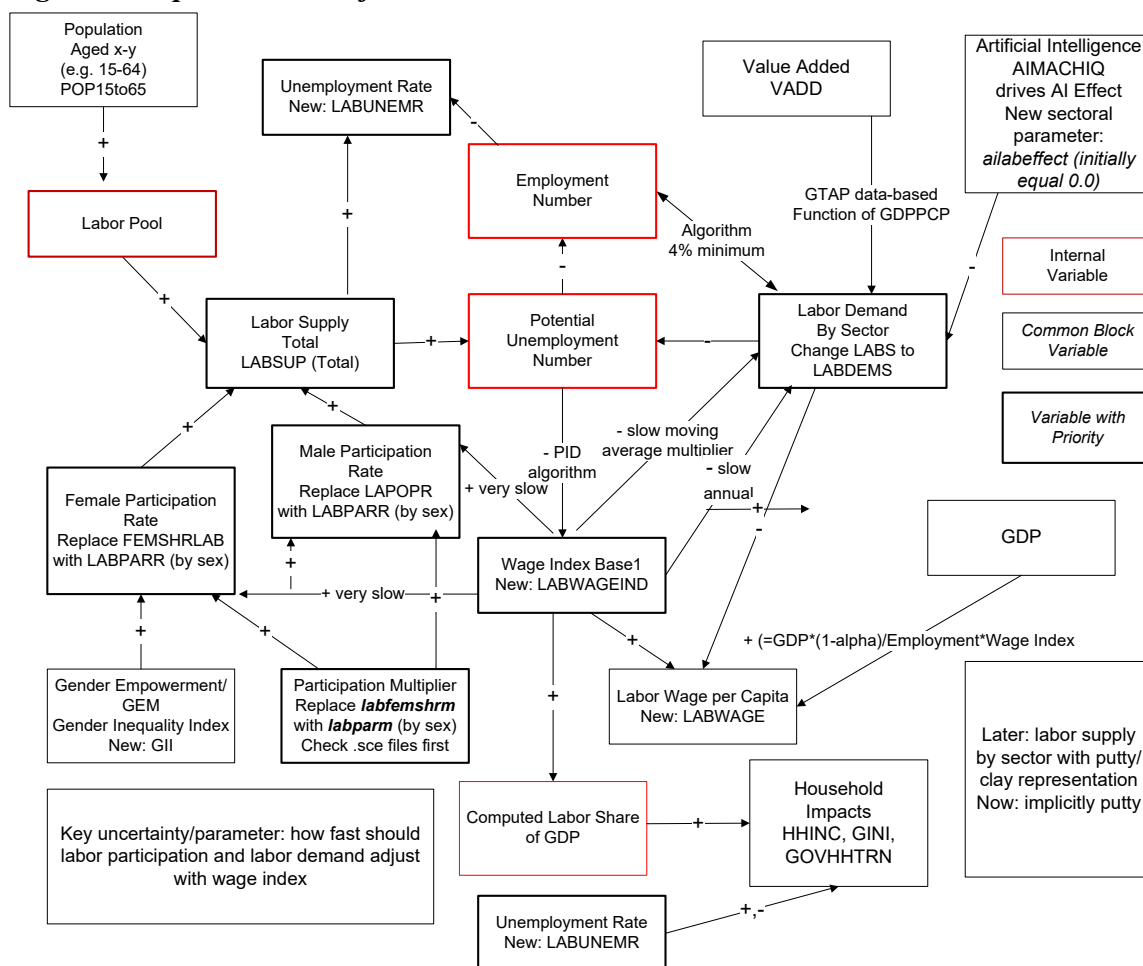 Population
Aged x-y
(e.g. 15-64)
POP15to65
Unemployment Rate
New: LABUNEMR
Value Added
VADD
Artificial Intelligence
AIMACHIQ
drives AI Effect
New sectoral
parameter:
ailabeffect (initially
equal 0.0)
+
-
Employment
Number
Labor Pool
+
GTAP data-based
Function of GDPPCP
Algorithm
4% minimum
-
Internal
Variable
+
-
Labor Supply
Total
LABSUP (Total)
+
Potential
Unemployment
Number
-
Labor Demand
By Sector
Change LABS to
LABDEMS
Common Block
Variable
Variable with
Priority
+
+
Male Participation
Rate
Replace LAPOPR
with LABPARR (by sex)
+ very slow
- PID
algorithm
- slow moving
average multiplier
- slow
annual
+
-
Female Participation
Rate
Replace FEMSHRLAB
with LABPARR (by sex)
+
+ very slow
+
Wage Index Base1
New: LABWAGEIND
GDP
+
+
+
+ (=GDP*(1-alpha)/Employment*Wage Index
Gender Empowerment/
GEM
Gender Inequality Index
New: GII
Participation Multiplier
Replace labfemshrm
with labparm (by sex)
Check .sce files first
+
Labor Wage per Capita
New: LABWAGE
Later: labor supply
by sector with putty/
clay representation
Now: implicitly putty
Key uncertainty/parameter: how fast should
labor participation and labor demand adjust
with wage index
Computed Labor Share
of GDP
+
Household
Impacts
HHINC, GINI,
GOVHHTRN
Unemployment Rate
New: LABUNEMR
+,-